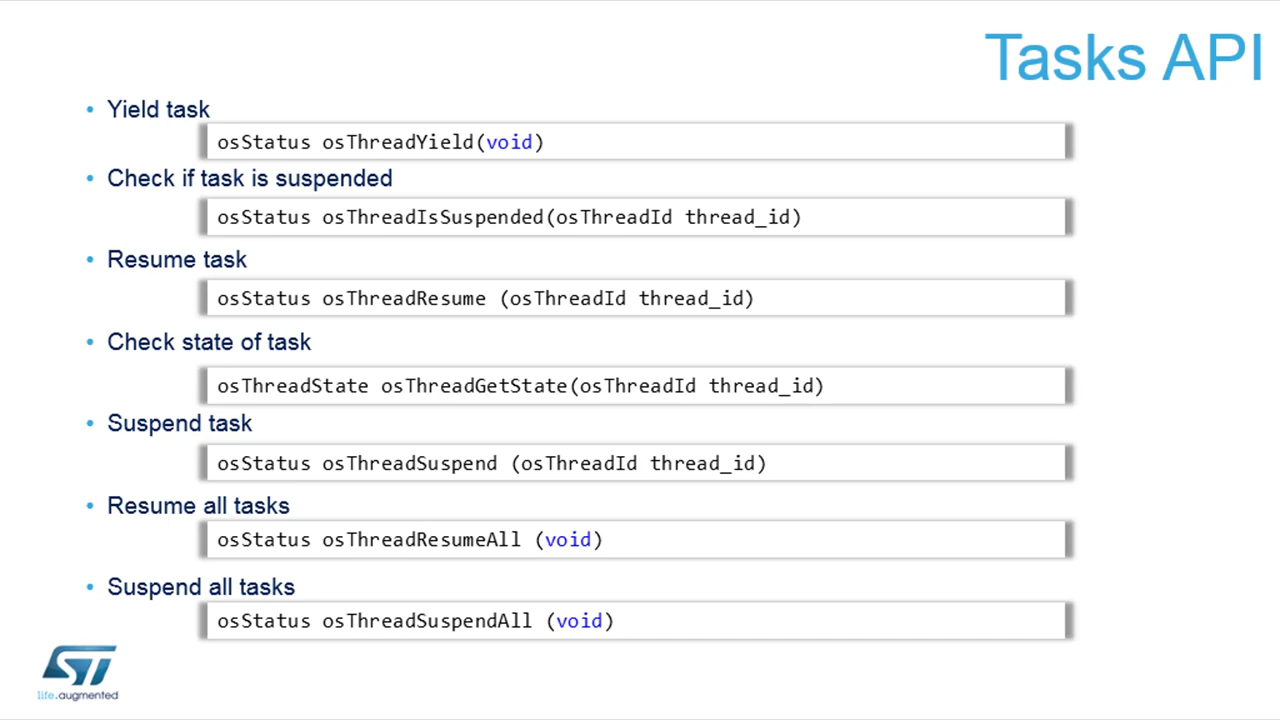 Tasks API
• Yield task
osStatus osThreadYield(void)
• Check if task is suspended
osStatus osThreadIsSuspended(osThreadId thread_id)
• Resume task
osStatus osThreadResume (osThreadId thread_id)
• Check state of task
osThreadState osThreadGetState(osThreadId thread_id)
• Suspend task
osStatus osThreadSuspend (osThreadId thread_id)
• Resume all tasks
osStatus osThreadResumeAll (void)
• Suspend all tasks
osStatus osThreadSuspendAll (void)
ST
life.augmented